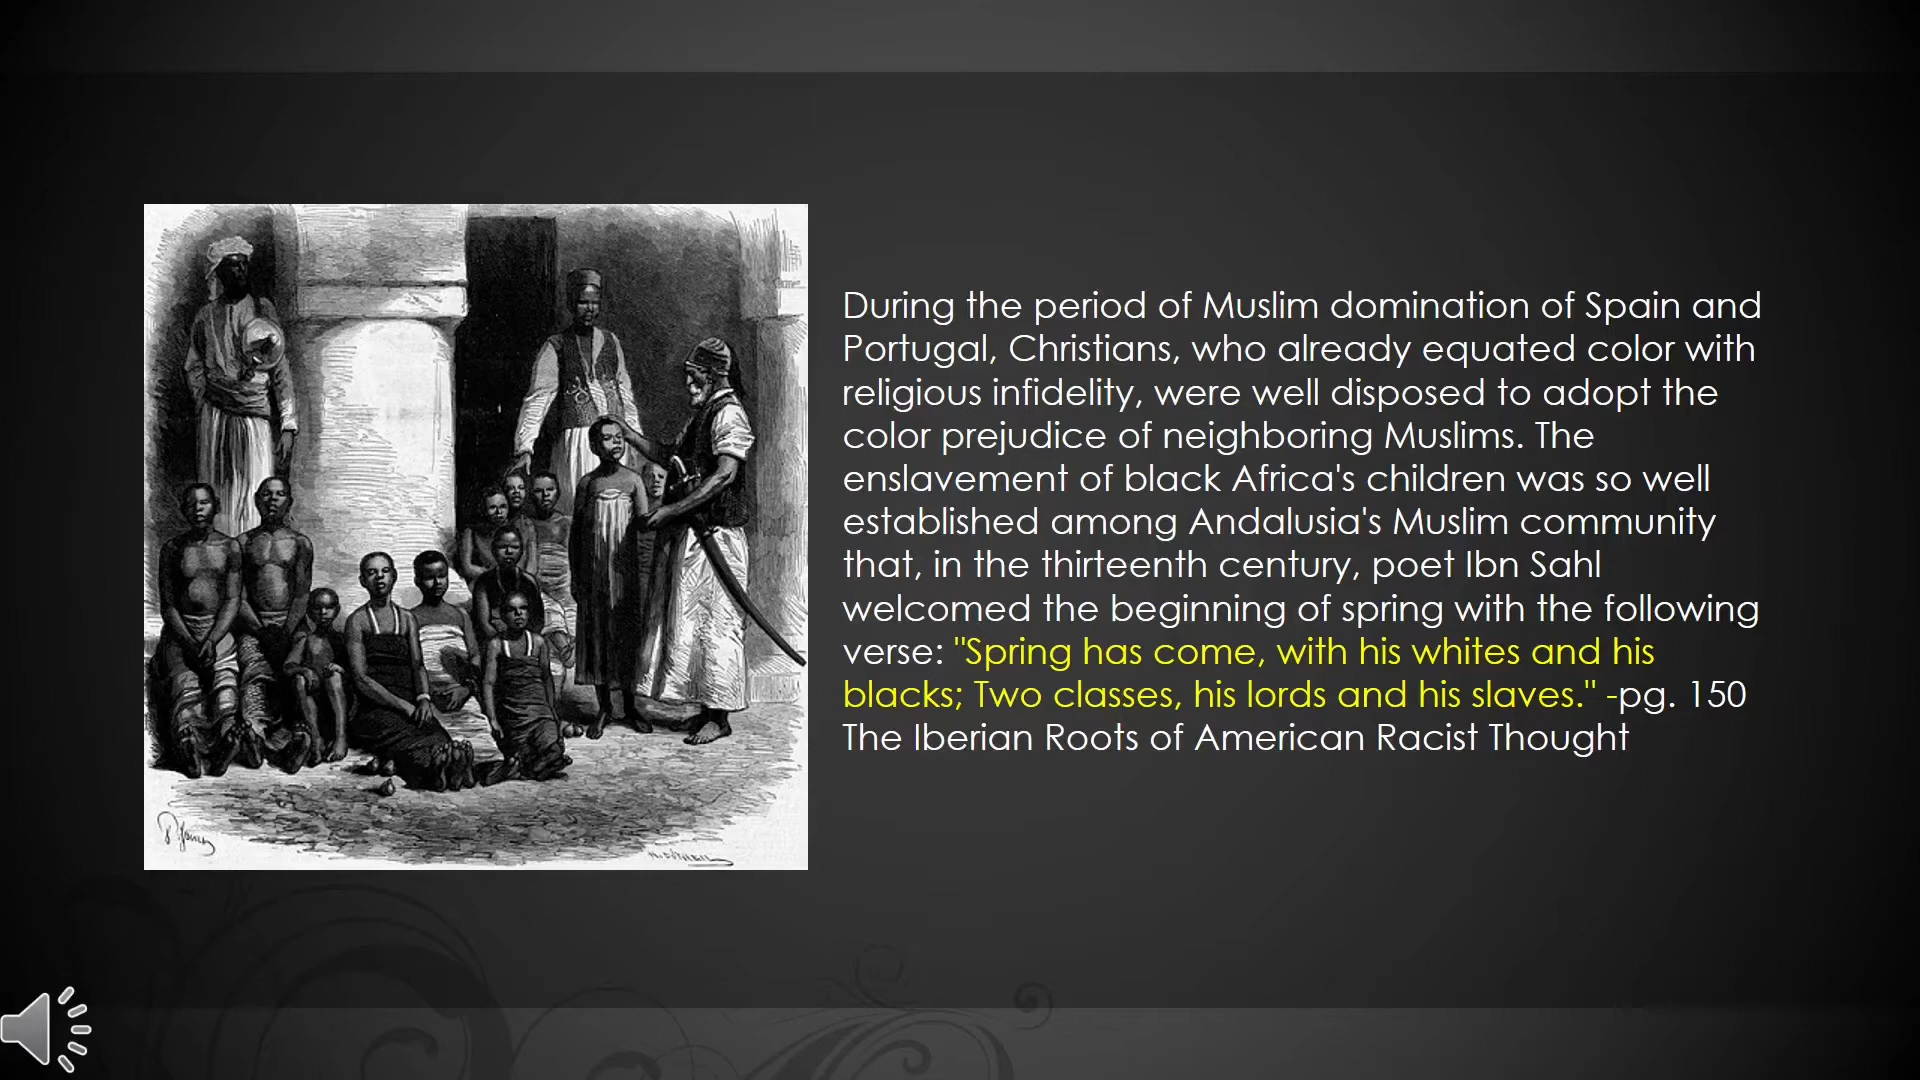 During the period of Muslim domination of Spain and
Portugal, Christians, who already equated color with
religious infidelity, were well disposed to adopt the
color prejudice of neighboring Muslims. The
enslavement of black Africa's children was so well
established among Andalusia's Muslim community
that, in the thirteenth century, poet Ibn Sahl
welcomed the beginning of spring with the following
verse: "Spring has come, with his whites and his
blacks; Two classes, his lords and his slaves." -pg. 150
The Iberian Roots of American Racist Thought